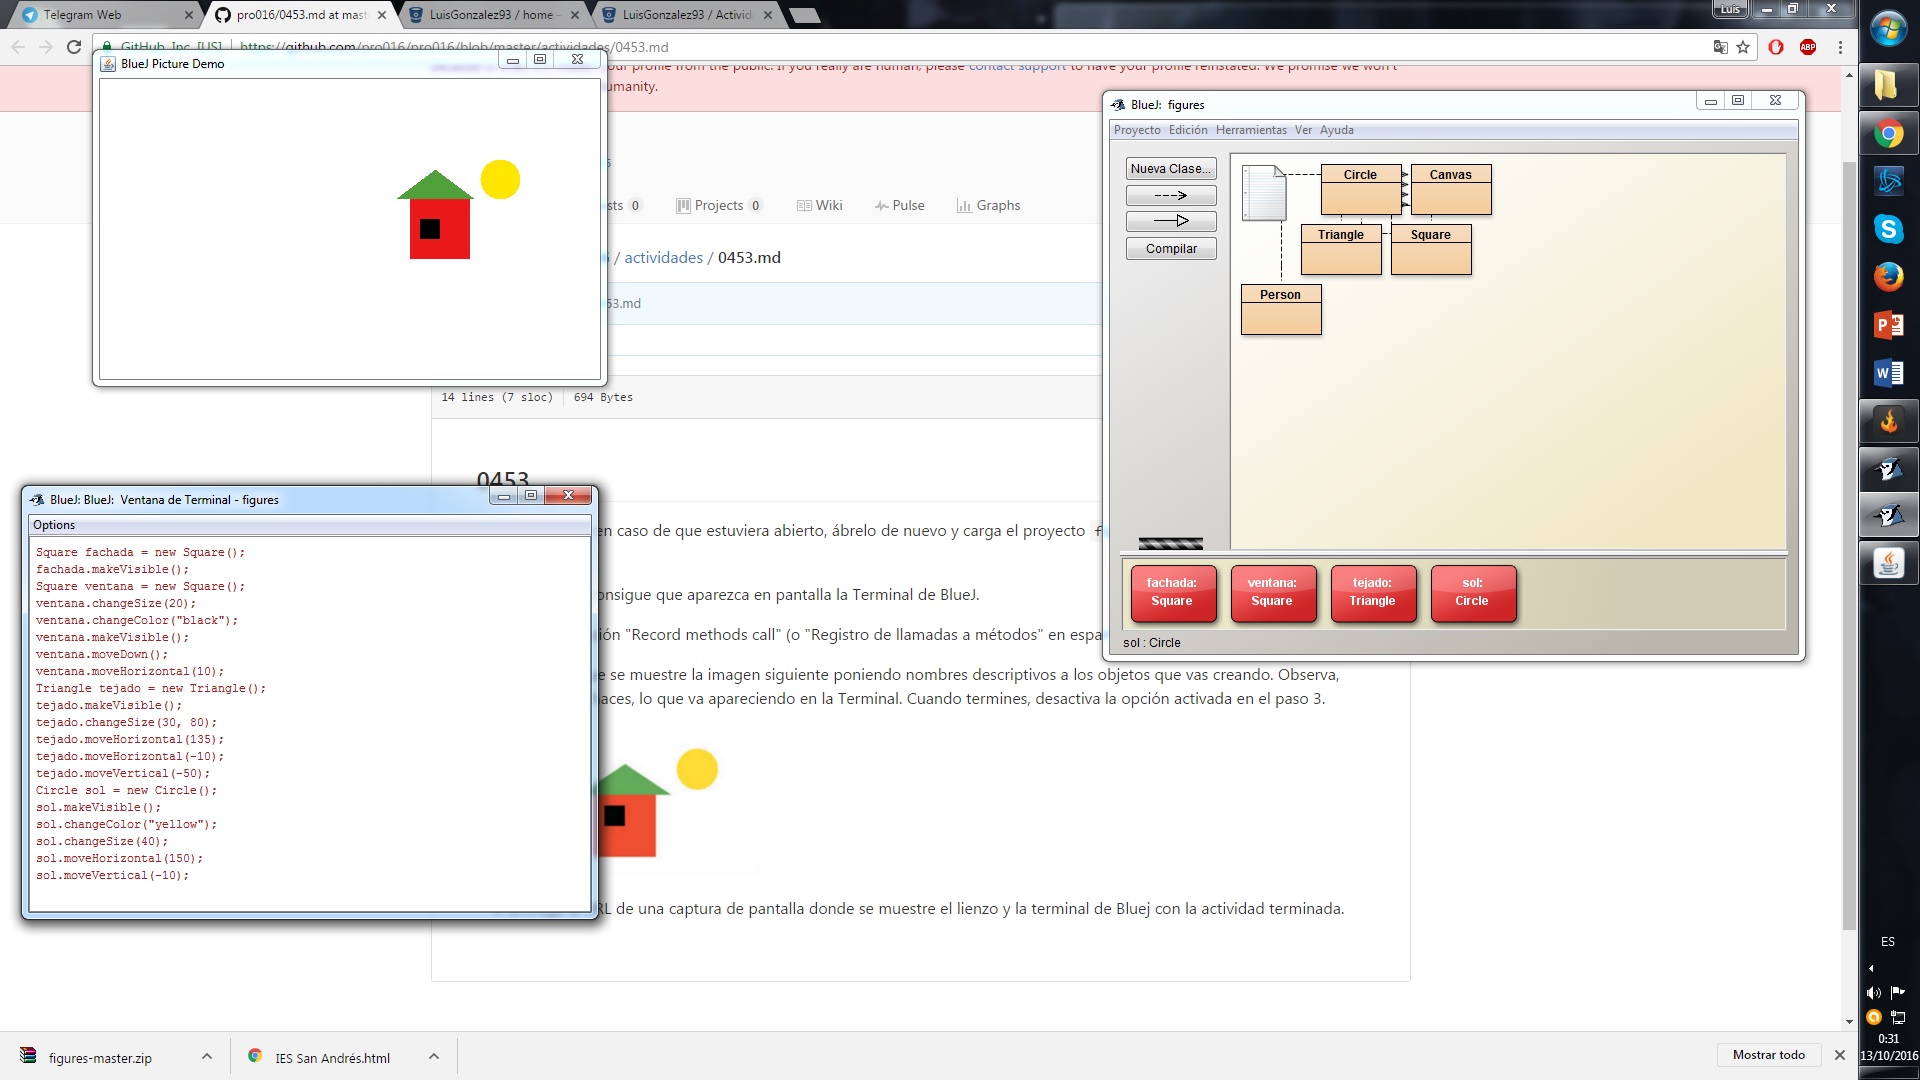 Telegram Web
pro016/0453.md at mast
LuisGonzalez93 / home –
LuisGonzalez93 / Activid
Luis
GitHub, Inc. [US]
https://github.com/pro016/pro016/blob/master/actividades/0453.md
ABP
your profile from the public. If you really are human, please contact support to have your profile reinstated. We promise we won't
umanity.
BlueJ Picture Demo
sts 0
Projects 0
Wiki
Pulse
Graphs
/ actividades / 0453.md
53.md
14 lines (7 sloc)
694 Bytes
0453
en caso de que estuviera abierto, ábrelo de nuevo y carga el proyecto f
onsigue que aparezca en pantalla la Terminal de BlueJ.
ión "Record methods call" (o "Registro de llamadas a métodos" en espa
e se muestre la imagen siguiente poniendo nombres descriptivos a los objetos que vas creando. Observa,
aces, lo que va apareciendo en la Terminal. Cuando termines, desactiva la opción activada en el paso 3.
RL de una captura de pantalla donde se muestre el lienzo y la terminal de Bluej con la actividad terminada.
BlueJ: BlueJ: Ventana de Terminal - figures
Options
Square fachada = new Square();
fachada.makeVisible();
Square ventana = new Square();
ventana.changeSize(20);
ventana.changeColor("black");
ventana.makeVisible();
ventana.moveDown();
ventana.moveHorizontal(10);
Triangle tejado = new Triangle();
tejado.makeVisible();
tejado.changeSize(30, 80);
tejado.moveHorizontal(135);
tejado.moveHorizontal(-10);
tejado.moveVertical(-50);
Circle sol = new Circle();
sol.makeVisible();
sol.changeColor("yellow");
sol.changeSize(40);
sol.moveHorizontal(150);
sol.moveVertical(-10);
BlueJ: figures
Proyecto Edición Herramientas Ver Ayuda
Nueva Clase...
Compilar
Circle
Canvas
Triangle
Square
Person
fachada:
Square
ventana:
Square
tejado:
Triangle
sol:
Circle
sol : Circle
figures-master.zip
IES San Andrés.html
Mostrar todo
ES
0:31
13/10/2016